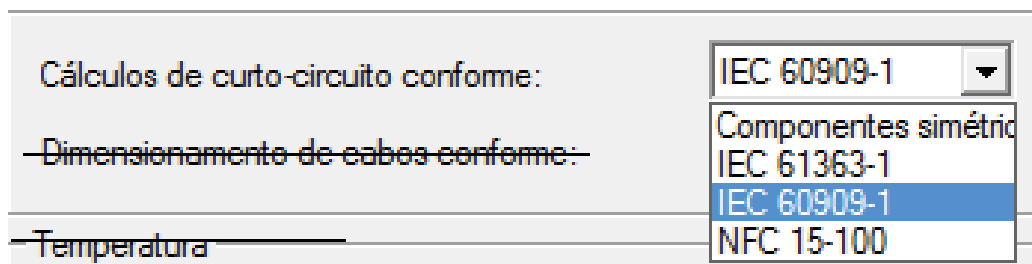 Cálculos de curto-circuito conforme:
IEC 60909-1
Componentes simétric
Dimensionamento de cabos conforme:
IEC 61363-1
IEC 60909-1
NFC 15-100
Temperatura